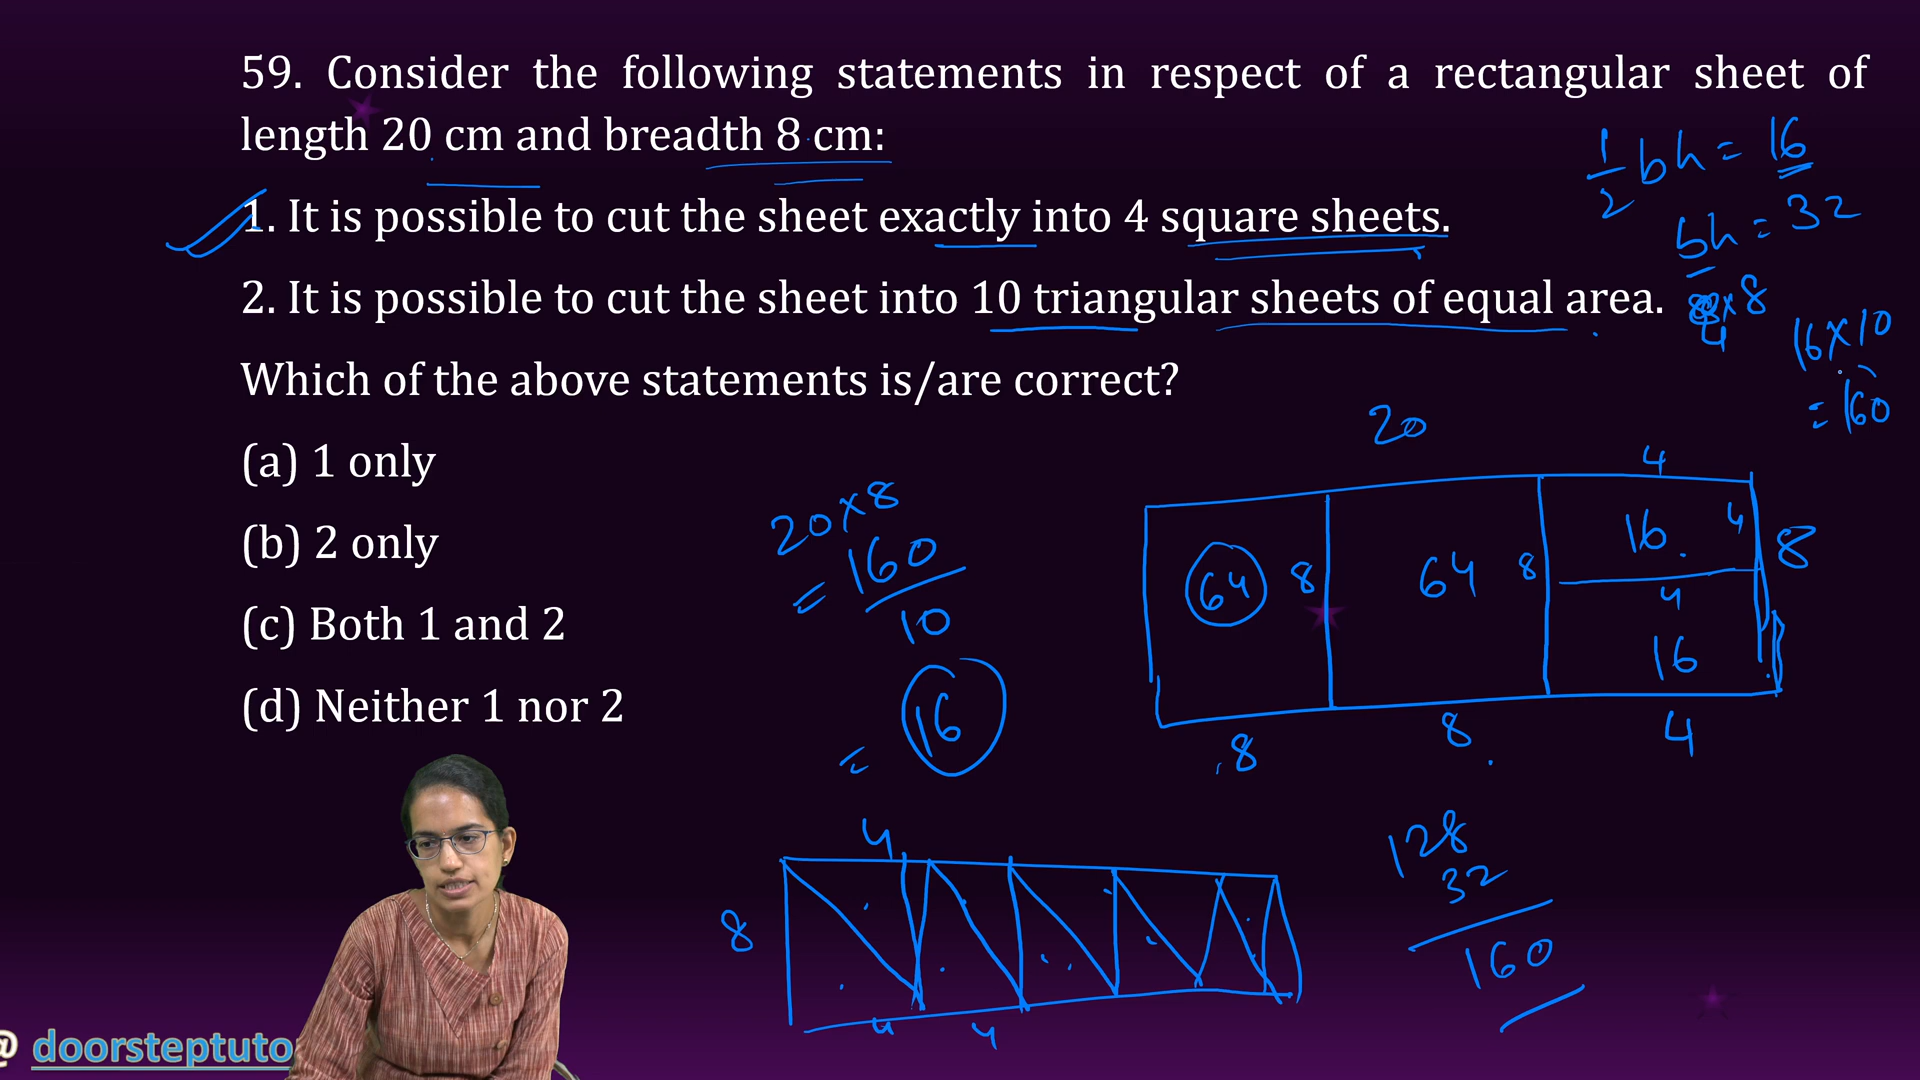 59. Consider the following statements in respect of a rectangular sheet of
length 20 cm and breadth 8 cm:
1. It is possible to cut the sheet exactly into 4 square sheets.
2. It is possible to cut the sheet into 10 triangular sheets of equal area.
Which of the above statements is/are correct?
(a) 1 only
(b) 2 only
(c) Both 1 and 2
(d) Neither 1 nor 2
1/2 bh = 16
bh = 32
×8
4
16×10
=160
20×8
= 160
10
= 16
20
4
64 8 64 8 16 4 8
4
16
8 8 4
4
8
4 4
128
32
160
@ doorsteptuto